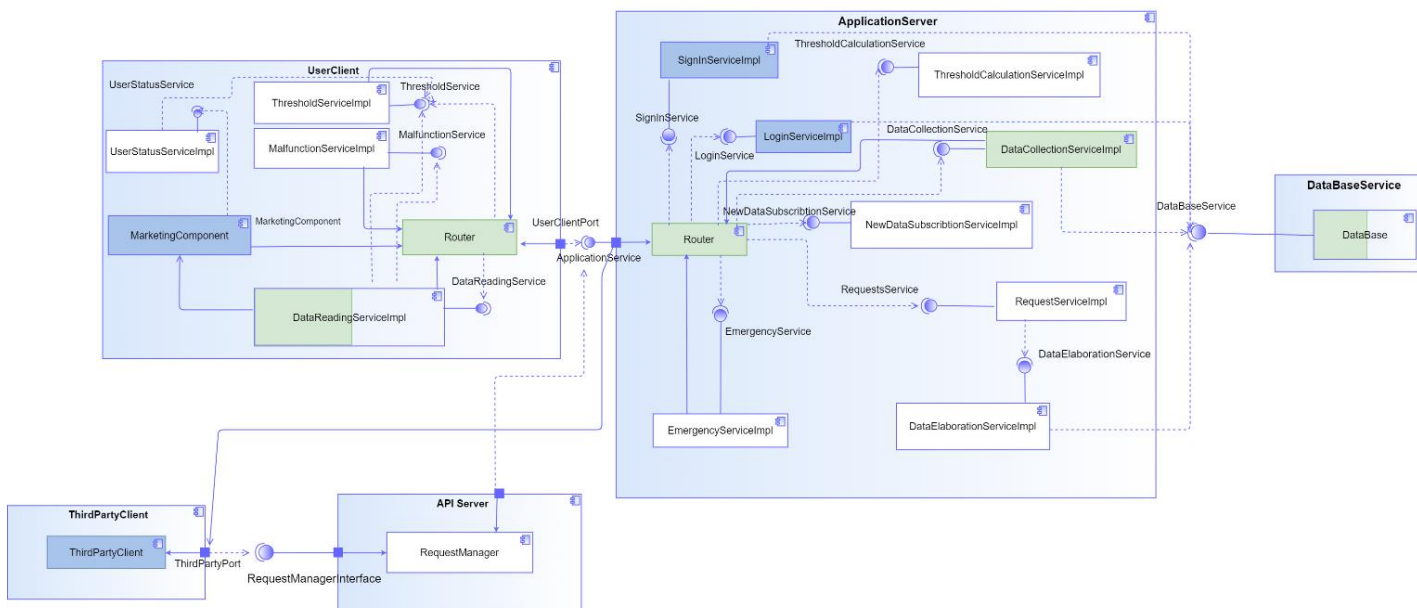 ApplicationServer
ThresholdCalculationService
SignInServiceImpl
ThresholdCalculationServiceImpl
UserClient
UserStatusService
ThresholdService
ThresholdServiceImpl
SignInService
MalfunctionService
LoginServiceImpl
DataCollectionService
UserStatusServiceImpl
MalfunctionServiceImpl
LoginService
DataCollectionServiceImpl
DataBaseService
NewDataSubscribtionService
DataBaseService
MarketingComponent
MarketingComponent
UserClientPort
Router
Router
NewDataSubscribtionServiceImpl
DataBase
ApplicationService
DataReadingService
RequestsService
RequestServiceImpl
DataReadingServiceImpl
EmergencyService
DataElaborationService
EmergencyServiceImpl
DataElaborationServiceImpl
API Server
ThirdPartyClient
ThirdPartyClient
RequestManager
ThirdPartyPort
RequestManagerInterface